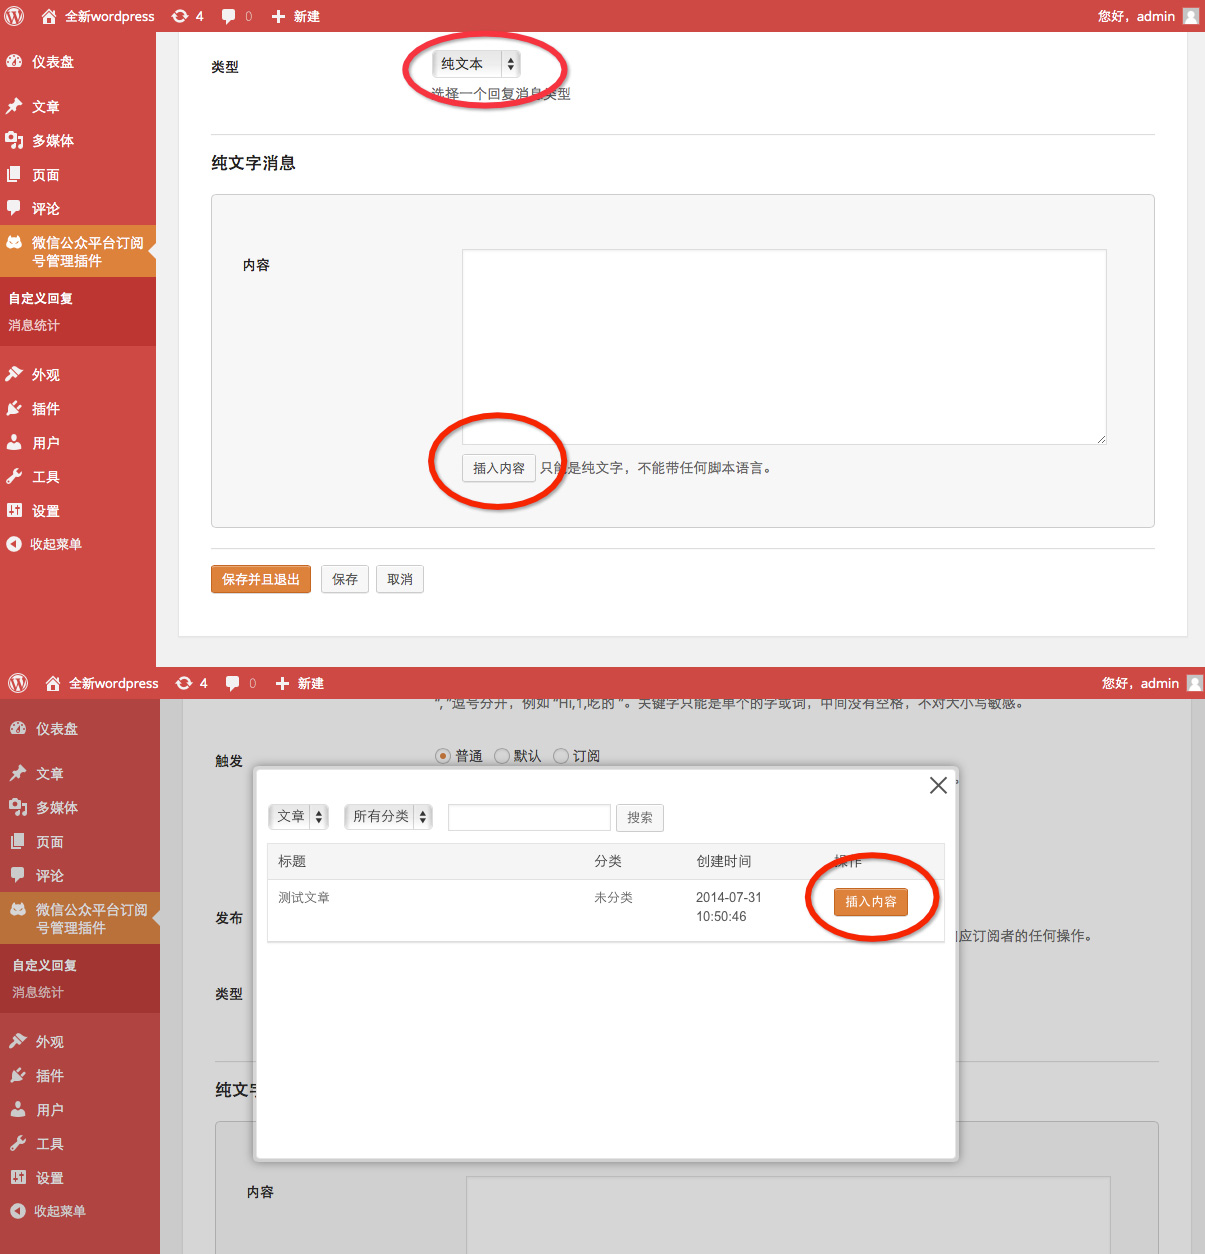 全新wordpress 4 0 新建 您好，admin
仪表盘
文章
多媒体
页面
评论
微信公众平台订阅
号管理插件
自定义回复
消息统计
外观
插件
用户
工具
设置
收起菜单
类型 纯文本
选择一个回复消息类型
纯文字消息
内容
插入内容 只能是纯文字，不能带任何脚本语言。
保存并且退出 保存 取消
全新wordpress 4 0 新建 您好，admin
仪表盘
文章
多媒体
页面
评论
微信公众平台订阅
号管理插件
自定义回复
消息统计
外观
插件
用户
工具
设置
收起菜单
“，”逗号分开，例如 “Hi,1,吃的 ”。关键字只能是单个的字或词，中间没有空格，不对大小写敏感。
触发 普通 默认 订阅
文章 所有分类 搜索
标题 分类 创建时间 操作
测试文章 未分类 2014-07-31
10:50:46
插入内容
发布
应订阅者的任何操作。
类型
纯文字
内容